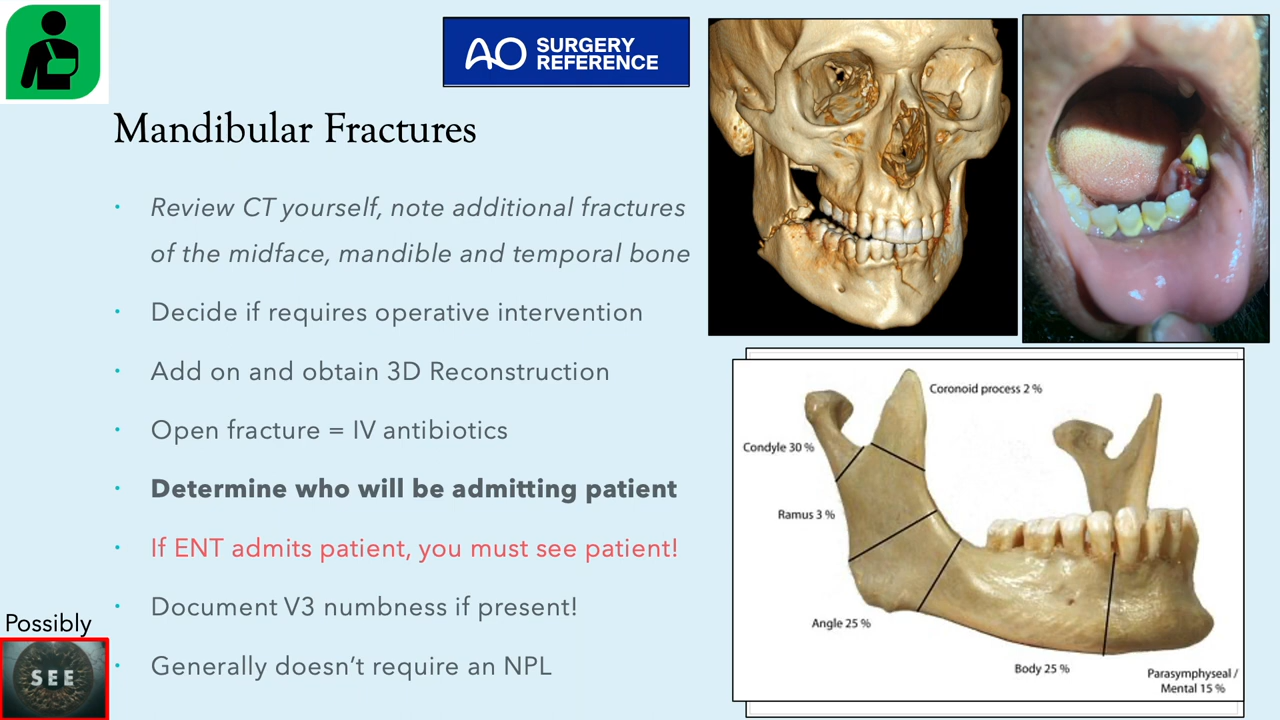 AO SURGERY
REFERENCE
Mandibular Fractures
· Review CT yourself, note additional fractures
of the midface, mandible and temporal bone
· Decide if requires operative intervention
· Add on and obtain 3D Reconstruction
· Open fracture = IV antibiotics
· Determine who will be admitting patient
· If ENT admits patient, you must see patient!
· Document V3 numbness if present!
· Generally doesn’t require an NPL
Possibly
SEE
Coronoid process 2 %
Condyle 30 %
Ramus 3 %
Angle 25 %
Body 25 %
Parasymphyseal /
Mental 15 %